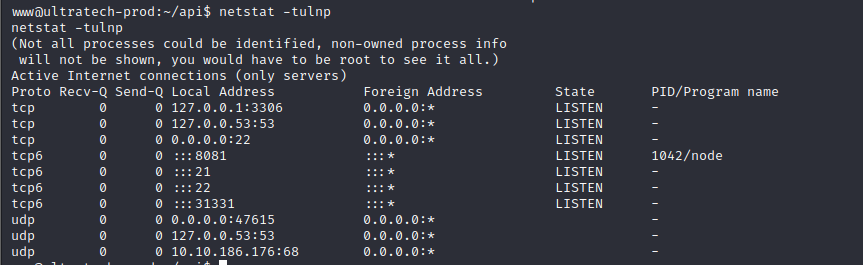 www@ultratech-prod:~/api$ netstat -tulnp
netstat -tulnp
(Not all processes could be identified, non-owned process info
 will not be shown, you would have to be root to see it all.)
Active Internet connections (only servers)
Proto Recv-Q Send-Q Local Address           Foreign Address         State       PID/Program name
tcp        0      0 127.0.0.1:3306          0.0.0.0:*               LISTEN      -
tcp        0      0 127.0.0.53:53           0.0.0.0:*               LISTEN      -
tcp        0      0 0.0.0.0:22              0.0.0.0:*               LISTEN      -
tcp6       0      0 :::8081                 :::*                    LISTEN      1042/node
tcp6       0      0 :::21                   :::*                    LISTEN      -
tcp6       0      0 :::22                   :::*                    LISTEN      -
tcp6       0      0 :::31331                :::*                    LISTEN      -
udp        0      0 0.0.0.0:47615           0.0.0.0:*                           -
udp        0      0 127.0.0.53:53           0.0.0.0:*                           -
udp        0      0 10.10.186.176:68        0.0.0.0:*                           -
www@ultratech-prod:~/api$